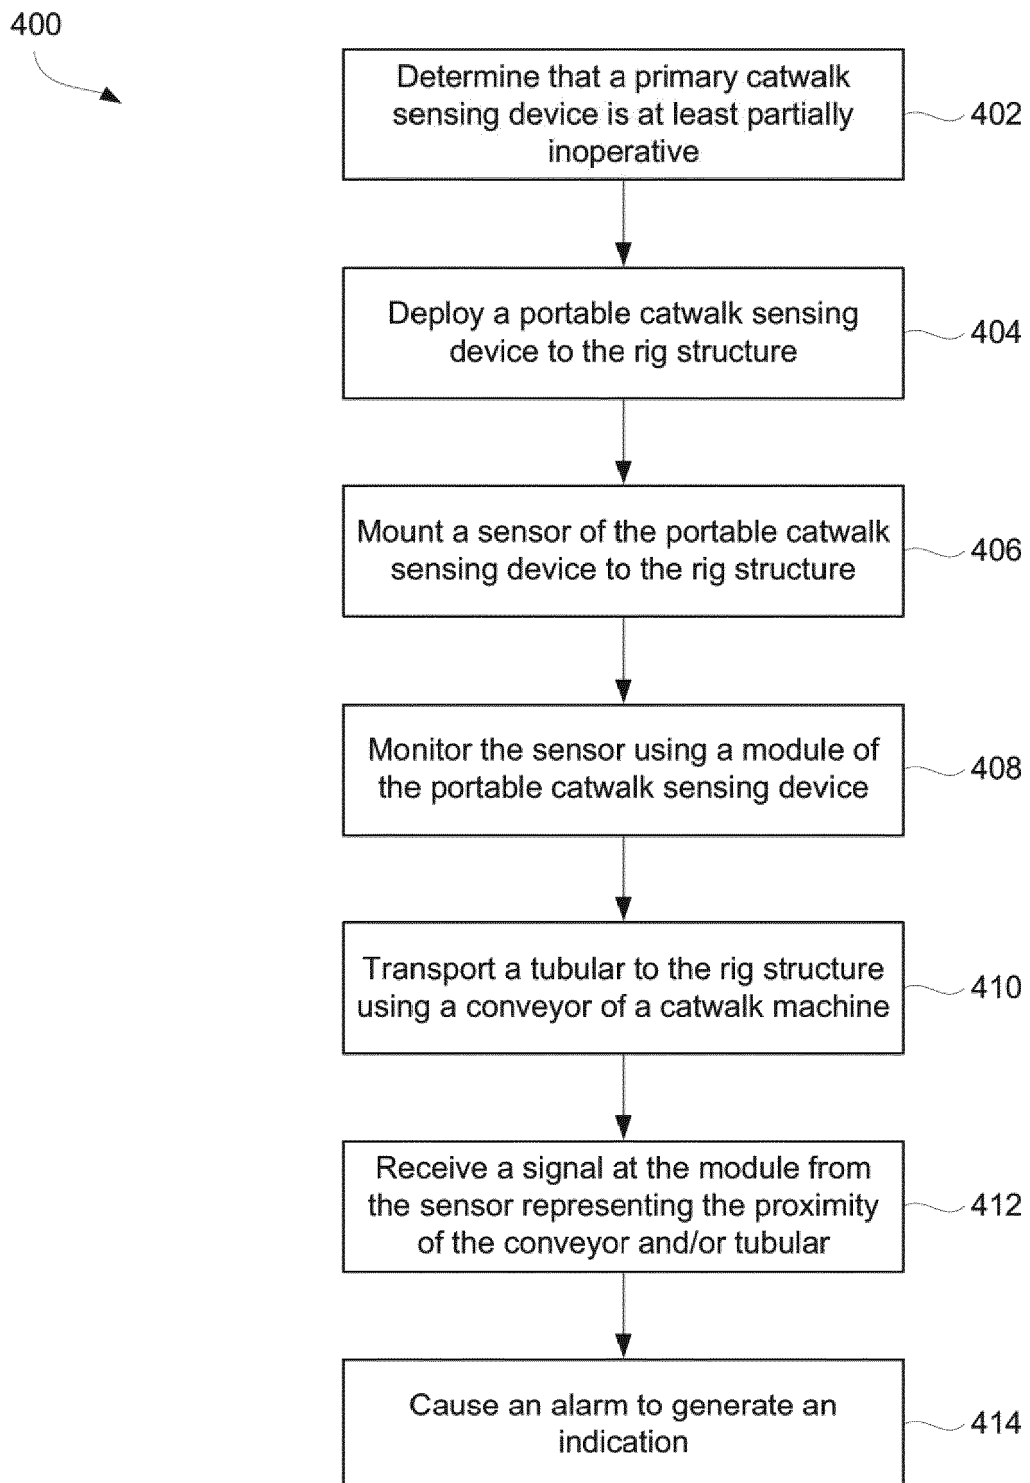 400
Determine that a primary catwalk
sensing device is at least partially
inoperative
402
Deploy a portable catwalk sensing
device to the rig structure
404
Mount a sensor of the portable catwalk
sensing device to the rig structure
406
Monitor the sensor using a module of
the portable catwalk sensing device
408
Transport a tubular to the rig structure
using a conveyor of a catwalk machine
410
Receive a signal at the module from
the sensor representing the proximity
of the conveyor and/or tubular
412
Cause an alarm to generate an
indication
414